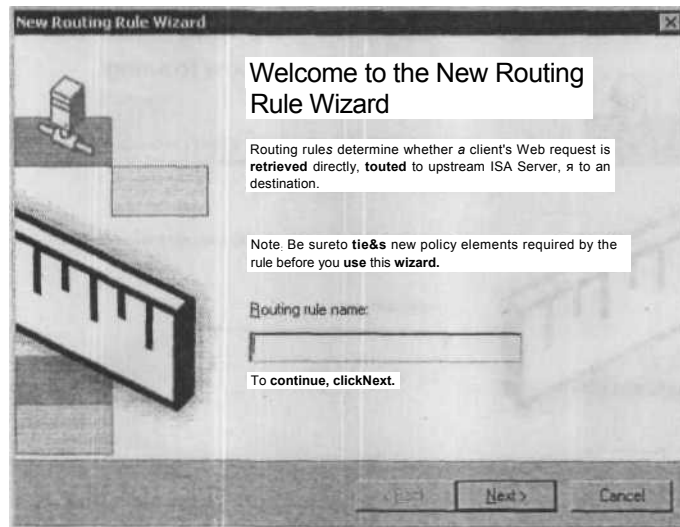 New Routing Rule Wizard
Welcome to the New Routing
Rule Wizard
Routing rules determine whether a client's Web request is
retrieved directly, touted to upstream ISA Server, я to an
destination.
Note. Be sureto tie&s new policy elements required by the
rule before you use this wizard.
Routing rule name:
To continue, clickNext.
Next > Cancel